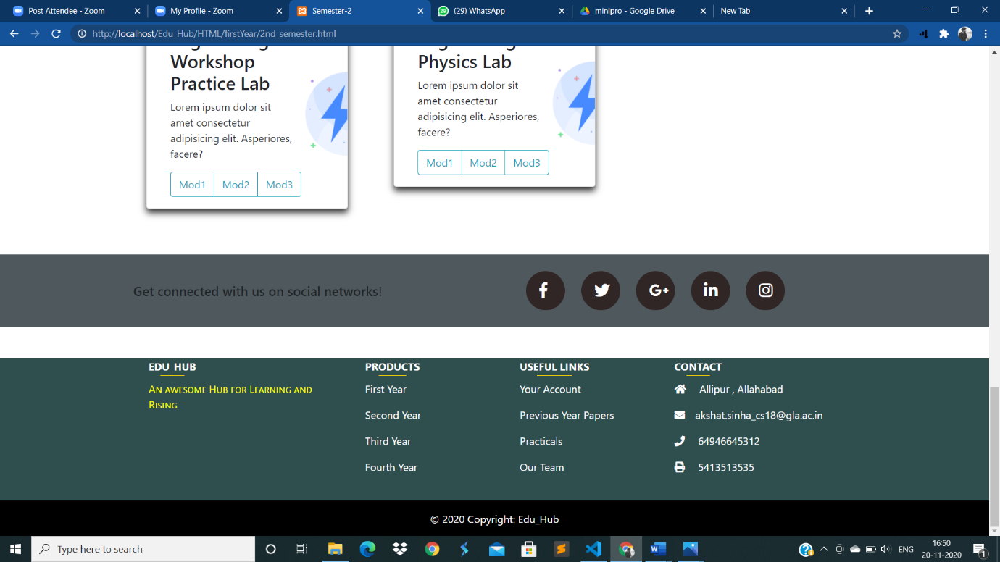 Post Attendee - Zoom
My Profile - Zoom
Semester-2
(29) WhatsApp
minipro - Google Drive
New Tab
http://localhost/Edu_Hub/HTML/firstYear/2nd_semester.html
Workshop
Practice Lab
Lorem ipsum dolor sit
amet consectetur
adipisicing elit. Asperiores,
facere?
Mod1 Mod2 Mod3
Physics Lab
Lorem ipsum dolor sit
amet consectetur
adipisicing elit. Asperiores,
facere?
Mod1 Mod2 Mod3
Get connected with us on social networks!
EDU_HUB
An awesome Hub for Learning and
Rising
PRODUCTS
First Year
Second Year
Third Year
Fourth Year
USEFUL LINKS
Your Account
Previous Year Papers
Practicals
Our Team
CONTACT
Allipur , Allahabad
akshat.sinha_cs18@gla.ac.in
64946645312
5413513535
© 2020 Copyright: Edu_Hub
Type here to search
ENG
16:50
20-11-2020
1